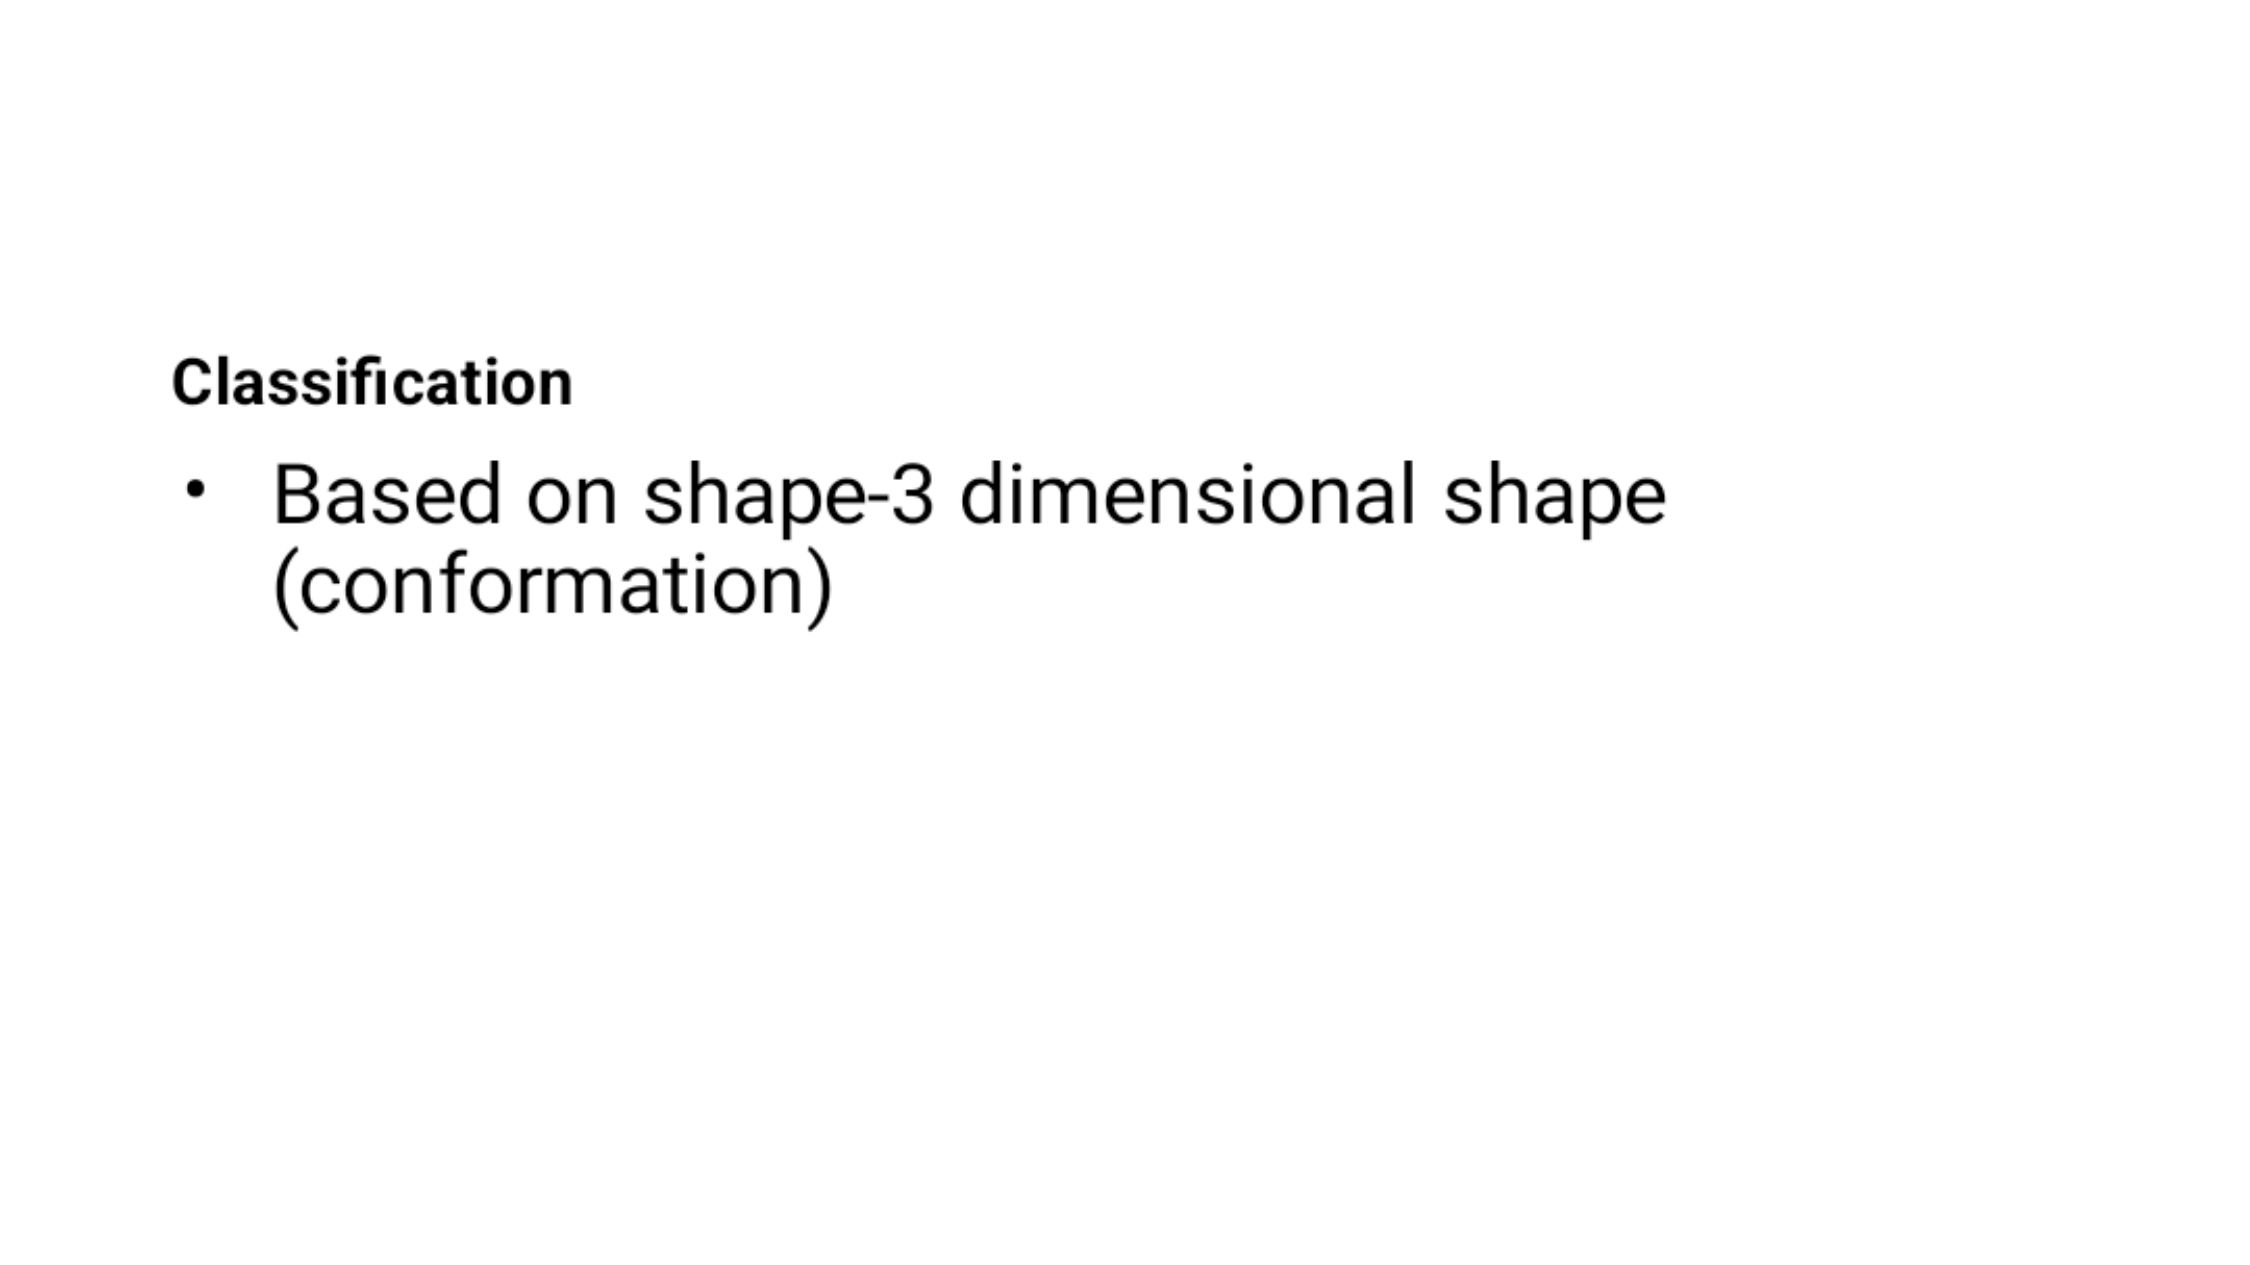 Classification
• Based on shape-3 dimensional shape
(conformation)